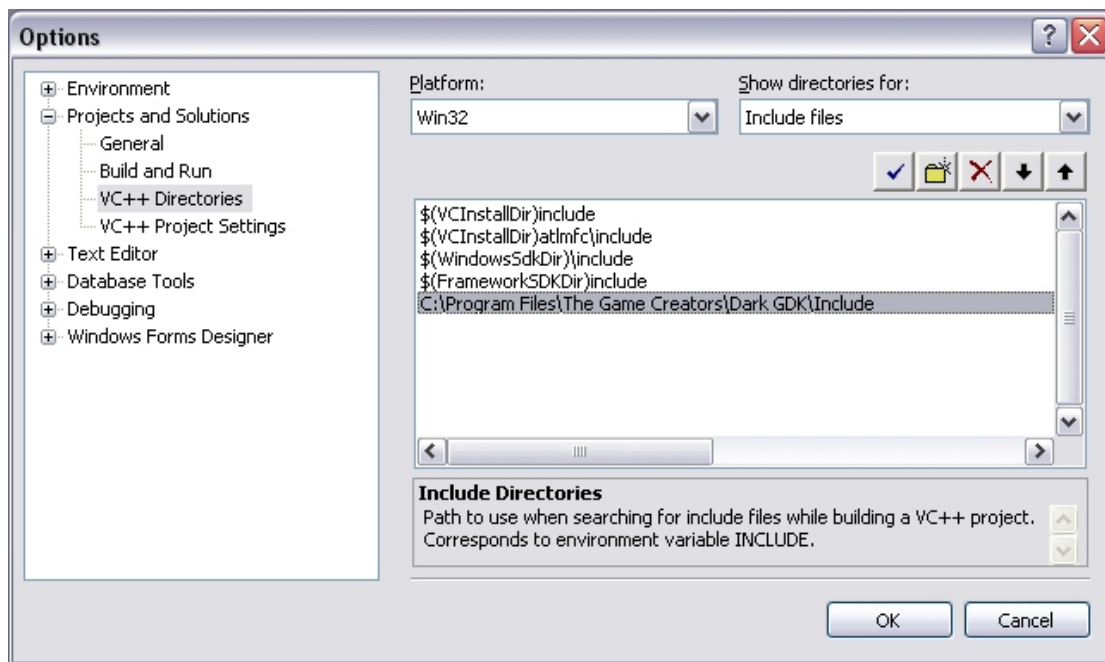 Options
Environment
Projects and Solutions
General
Build and Run
VC++ Directories
VC++ Project Settings
Text Editor
Database Tools
Debugging
Windows Forms Designer
Platform:
Win32
Show directories for:
Include files
$(VCInstallDir)include
$(VCInstallDir)atlmfc\include
$(WindowsSdkDir)\include
$(FrameworkSDKDir)include
C:\Program Files\The Game Creators\Dark GDK\Include
Include Directories
Path to use when searching for include files while building a VC++ project.
Corresponds to environment variable INCLUDE.
OK
Cancel